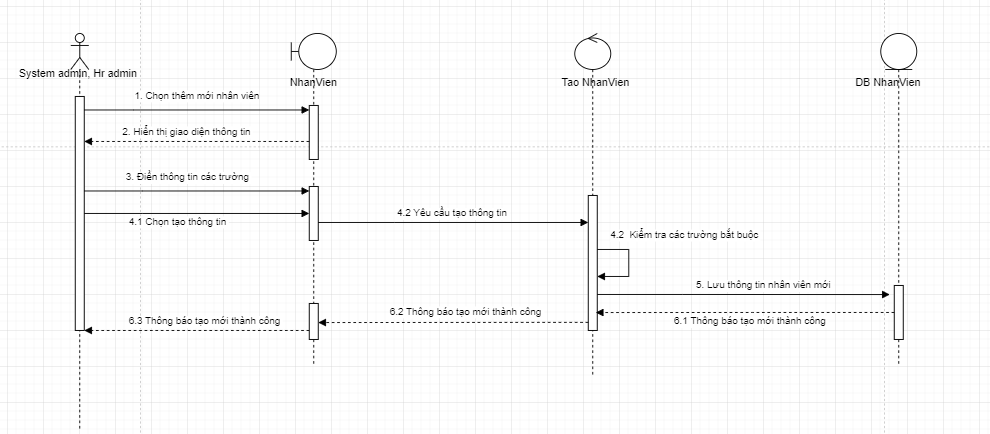 System admin, Hr admin
NhanVien
Tao NhanVien
DB NhanVien
1. Chọn thêm mới nhân viên
2. Hiển thị giao diện thông tin
3. Điền thông tin các trường
4.1 Chọn tạo thông tin
4.2 Yêu cầu tạo thông tin
4.2 Kiểm tra các trường bắt buộc
5. Lưu thông tin nhân viên mới
6.1 Thông báo tạo mới thành công
6.2 Thông báo tạo mới thành công
6.3 Thông báo tạo mới thành công